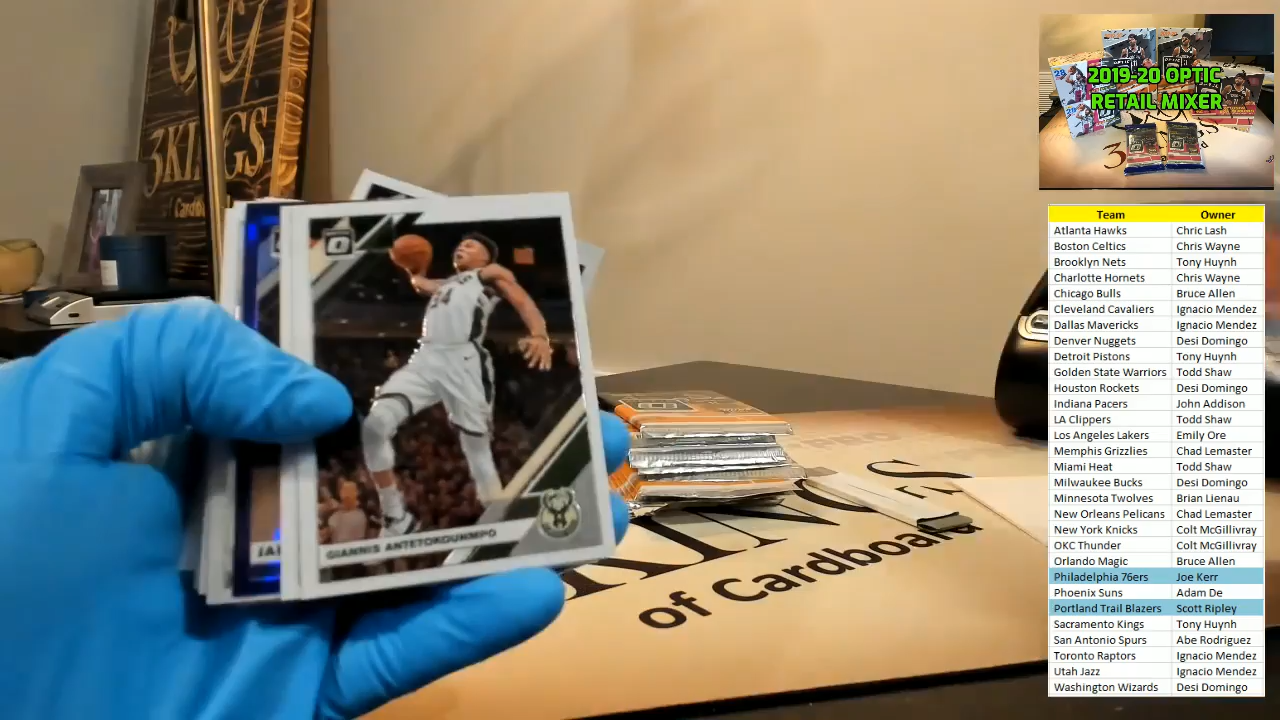 3KINGS
of Cardb
34
GIANNIS ANTETOKOUNMPO
JA
PRO
KINGS
of Cardboard
2019-20 OPTIC
RETAIL MIXER
Team Owner
Atlanta Hawks Chric Lash
Boston Celtics Chris Wayne
Brooklyn Nets Tony Huynh
Charlotte Hornets Chris Wayne
Chicago Bulls Bruce Allen
Cleveland Cavaliers Ignacio Mendez
Dallas Mavericks Ignacio Mendez
Denver Nuggets Desi Domingo
Detroit Pistons Tony Huynh
Golden State Warriors Todd Shaw
Houston Rockets Desi Domingo
Indiana Pacers John Addison
LA Clippers Todd Shaw
Los Angeles Lakers Emily Ore
Memphis Grizzlies Chad Lemaster
Miami Heat Todd Shaw
Milwaukee Bucks Desi Domingo
Minnesota Twolves Brian Lienau
New Orleans Pelicans Chad Lemaster
New York Knicks Colt McGillivray
OKC Thunder Colt McGillivray
Orlando Magic Bruce Allen
Philadelphia 76ers Joe Kerr
Phoenix Suns Adam De
Portland Trail Blazers Scott Ripley
Sacramento Kings Tony Huynh
San Antonio Spurs Abe Rodriguez
Toronto Raptors Ignacio Mendez
Utah Jazz Ignacio Mendez
Washington Wizards Desi Domingo